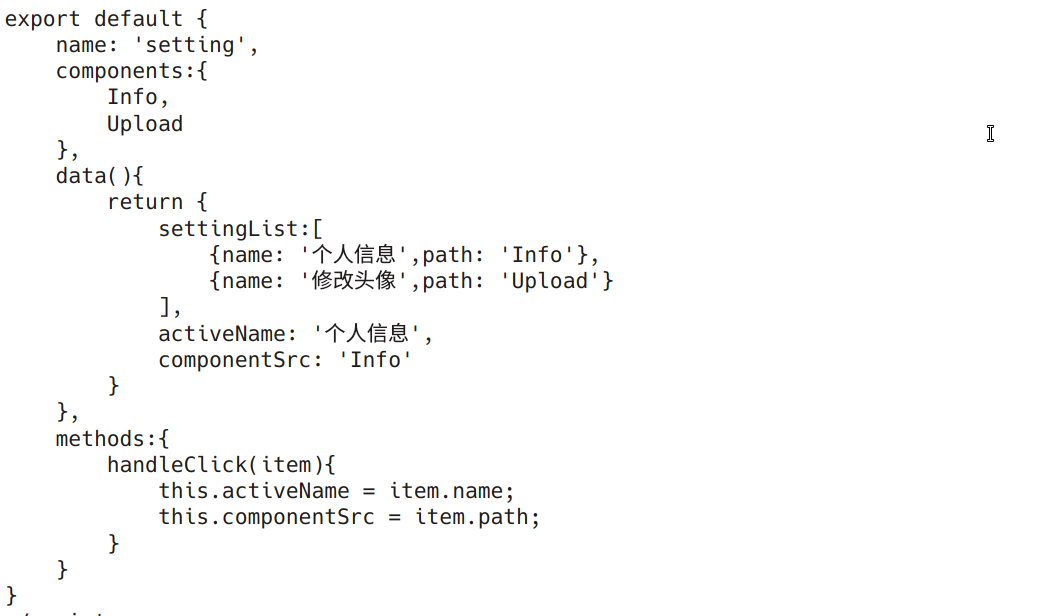 export default {
    name: 'setting',
    components:{
        Info,
        Upload
    },
    data(){
        return {
            settingList:[
                {name: '个人信息',path: 'Info'},
                {name: '修改头像',path: 'Upload'}
            ],
            activeName: '个人信息',
            componentSrc: 'Info'
        }
    },
    methods:{
        handleClick(item){
            this.activeName = item.name;
            this.componentSrc = item.path;
        }
    }
}